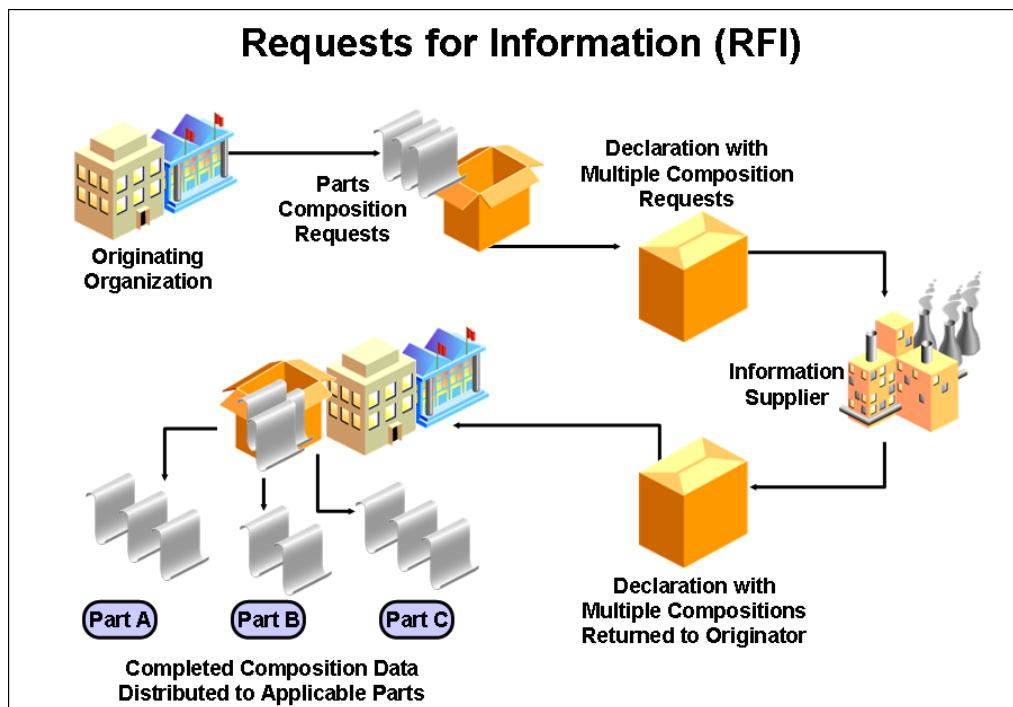 Requests for Information (RFI)
Originating
Organization
Parts
Composition
Requests
Declaration with
Multiple Composition
Requests
Information
Supplier
Declaration with
Multiple Compositions
Returned to Originator
Part A
Part B
Part C
Completed Composition Data
Distributed to Applicable Parts